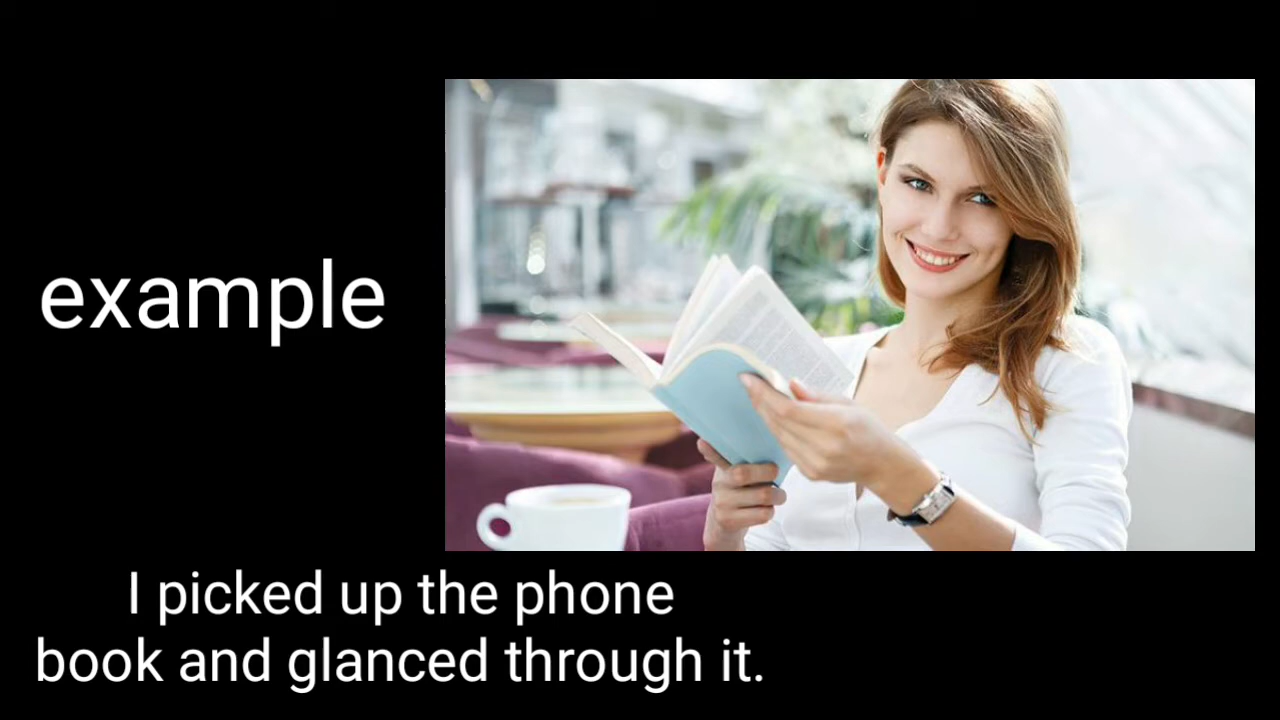 example
I picked up the phone
book and glanced through it.